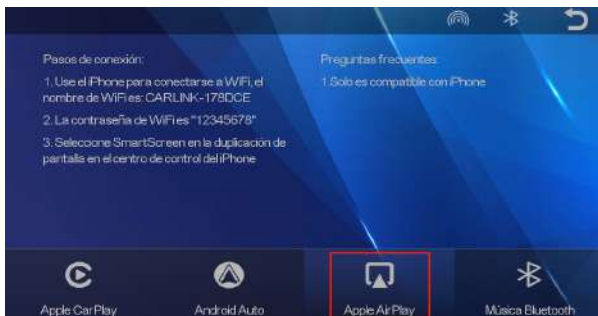 Pasos de conexión:
1. Use el iPhone para conectarse a WiFi, el
nombre de WiFi es: CARLINK-178DCE
2. La contraseña de WiFi es "12345678"
3. Seleccione SmartScreen en la duplicación de
pantalla en el centro de control del iPhone
Preguntas frecuentes:
1.Solo es compatible con iPhone
Apple CarPlay
Android Auto
Apple AirPlay
Música Bluetooth